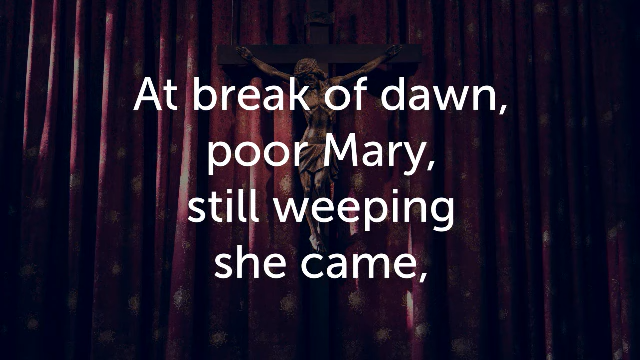 At break of dawn,
poor Mary,
still weeping
she came,